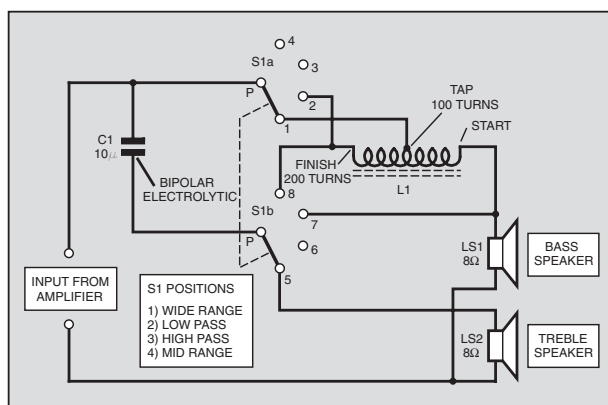 4
S1a
3
P
2
1
TAP
100 TURNS
START
C1
10μ
BIPOLAR
ELECTROLYTIC
FINISH
200 TURNS
L1
8
S1b
7
P
6
5
INPUT FROM
AMPLIFIER
S1 POSITIONS
1) WIDE RANGE
2) LOW PASS
3) HIGH PASS
4) MID RANGE
LS1
8Ω
BASS
SPEAKER
LS2
8Ω
TREBLE
SPEAKER